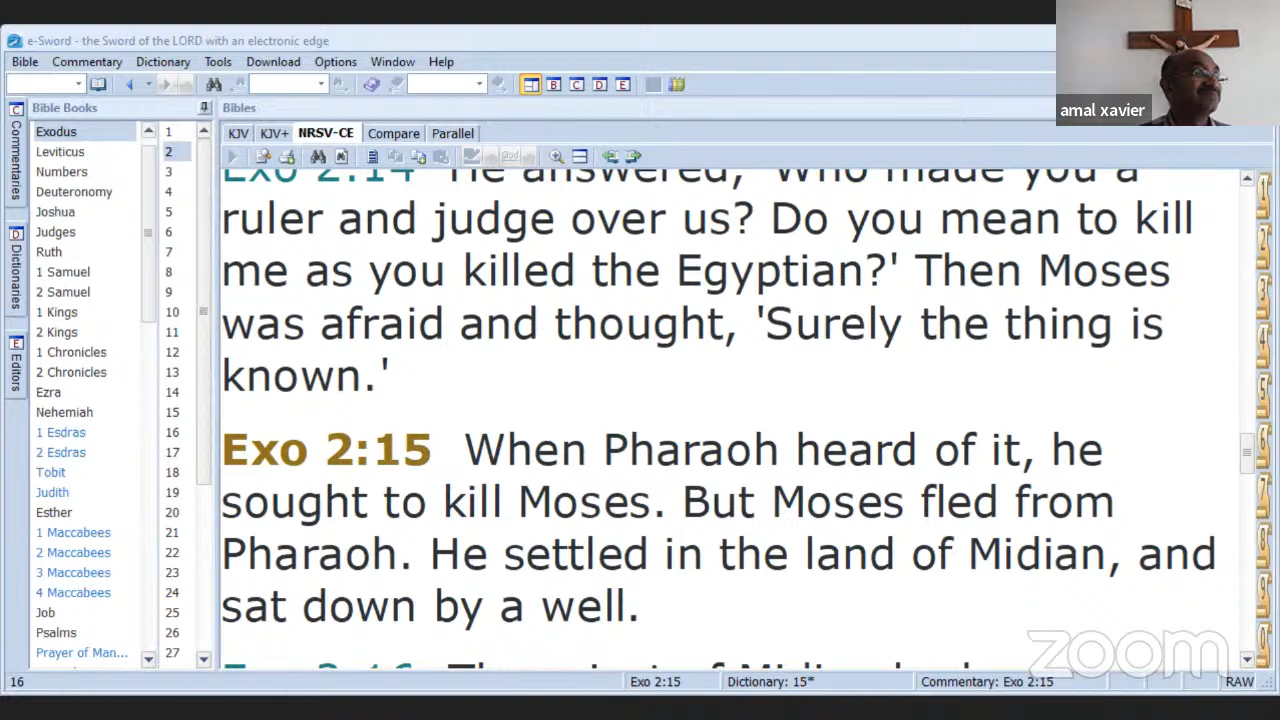 e-Sword - the Sword of the LORD with an electronic edge
Bible Commentary Dictionary Tools Download Options Window Help
B C D E
Bible Books
Bibles
KJV KJV+ NRSV-CE Compare Parallel
C Commentaries
D Dictionaries
E Editors
Exodus 1
Leviticus 2
Numbers 3
Deuteronomy 4
Joshua 5
Judges 6
Ruth 7
1 Samuel 8
2 Samuel 9
1 Kings 10
2 Kings 11
1 Chronicles 12
2 Chronicles 13
Ezra 14
Nehemiah 15
1 Esdras 16
2 Esdras 17
Tobit 18
Judith 19
Esther 20
1 Maccabees 21
2 Maccabees 22
3 Maccabees 23
4 Maccabees 24
Job 25
Psalms 26
Prayer of Man... 27
Exo 2:14 He answered, 'Who made you a
ruler and judge over us? Do you mean to kill
me as you killed the Egyptian?' Then Moses
was afraid and thought, 'Surely the thing is
known.'
Exo 2:15 When Pharaoh heard of it, he
sought to kill Moses. But Moses fled from
Pharaoh. He settled in the land of Midian, and
sat down by a well.
amal xavier
zoom
16 Exo 2:15 Dictionary: 15* Commentary: Exo 2:15 RAW